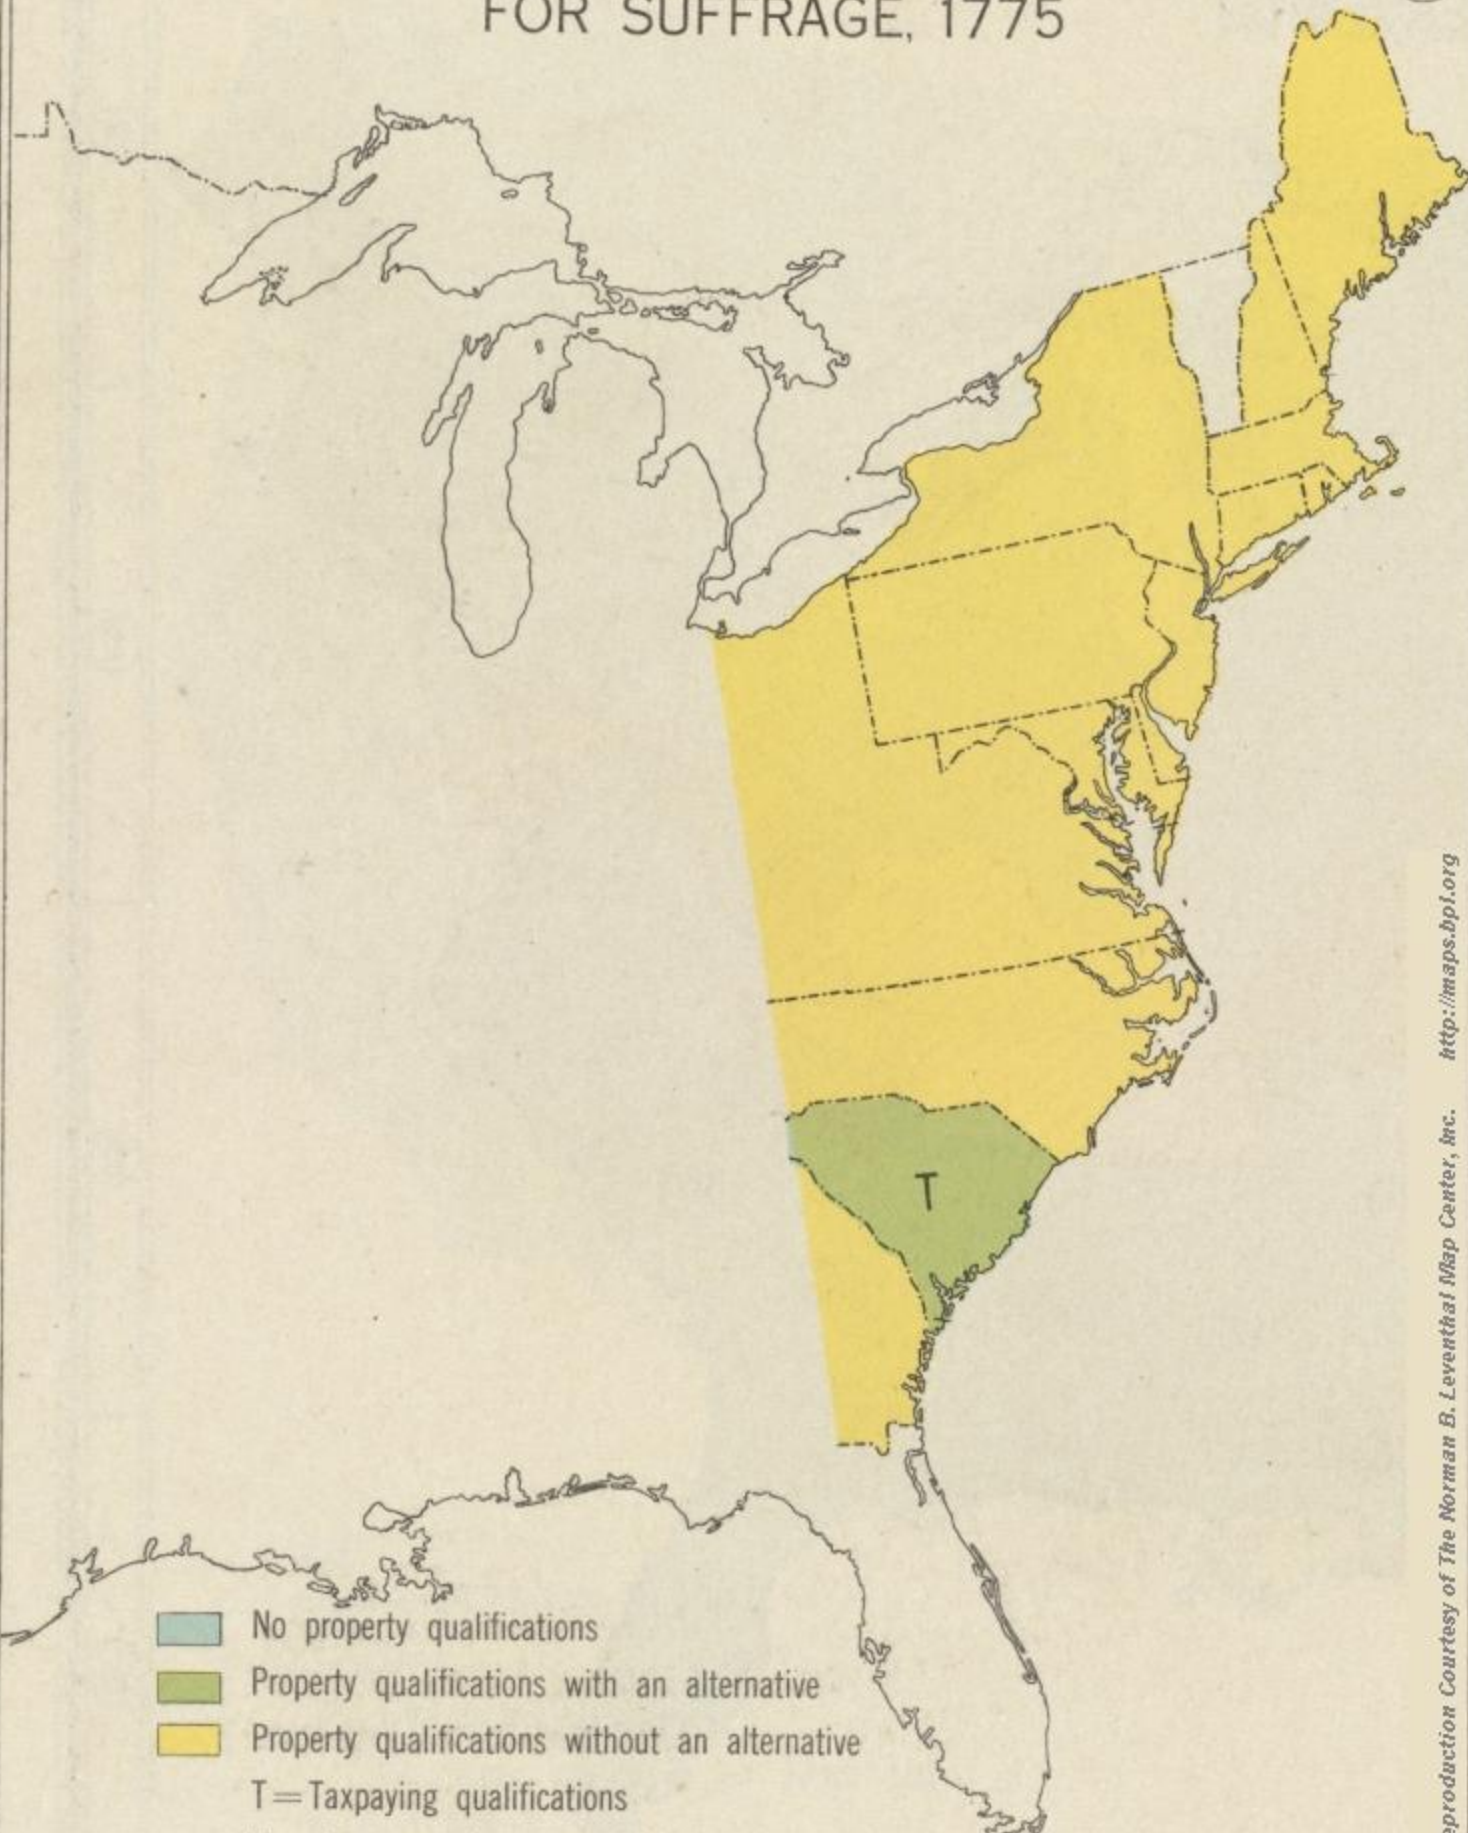 FOR SUFFRAGE, 1775
T
No property qualifications
Property qualifications with an alternative
Property qualifications without an alternative
T=Taxpaying qualifications
eproduction Courtesy of The Norman B. Leventhal Map Center, Inc. http://maps.bpl.org